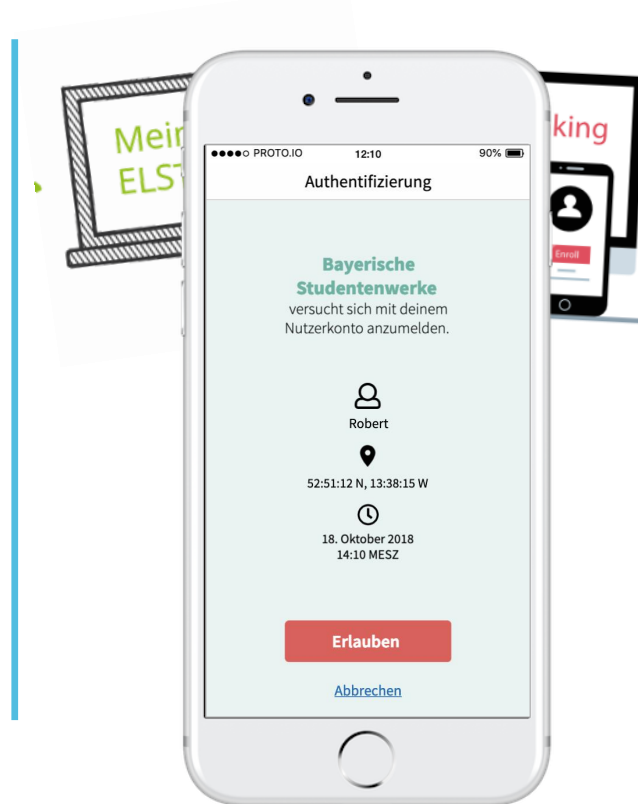 Mein
ELST
king
Enroll
PROTO.IO
12:10
90%
Authentifizierung
Bayerische
Studentenwerke
versucht sich mit deinem
Nutzerkonto anzumelden.
Robert
52:51:12 N, 13:38:15 W
18. Oktober 2018
14:10 MESZ
Erlauben
Abbrechen